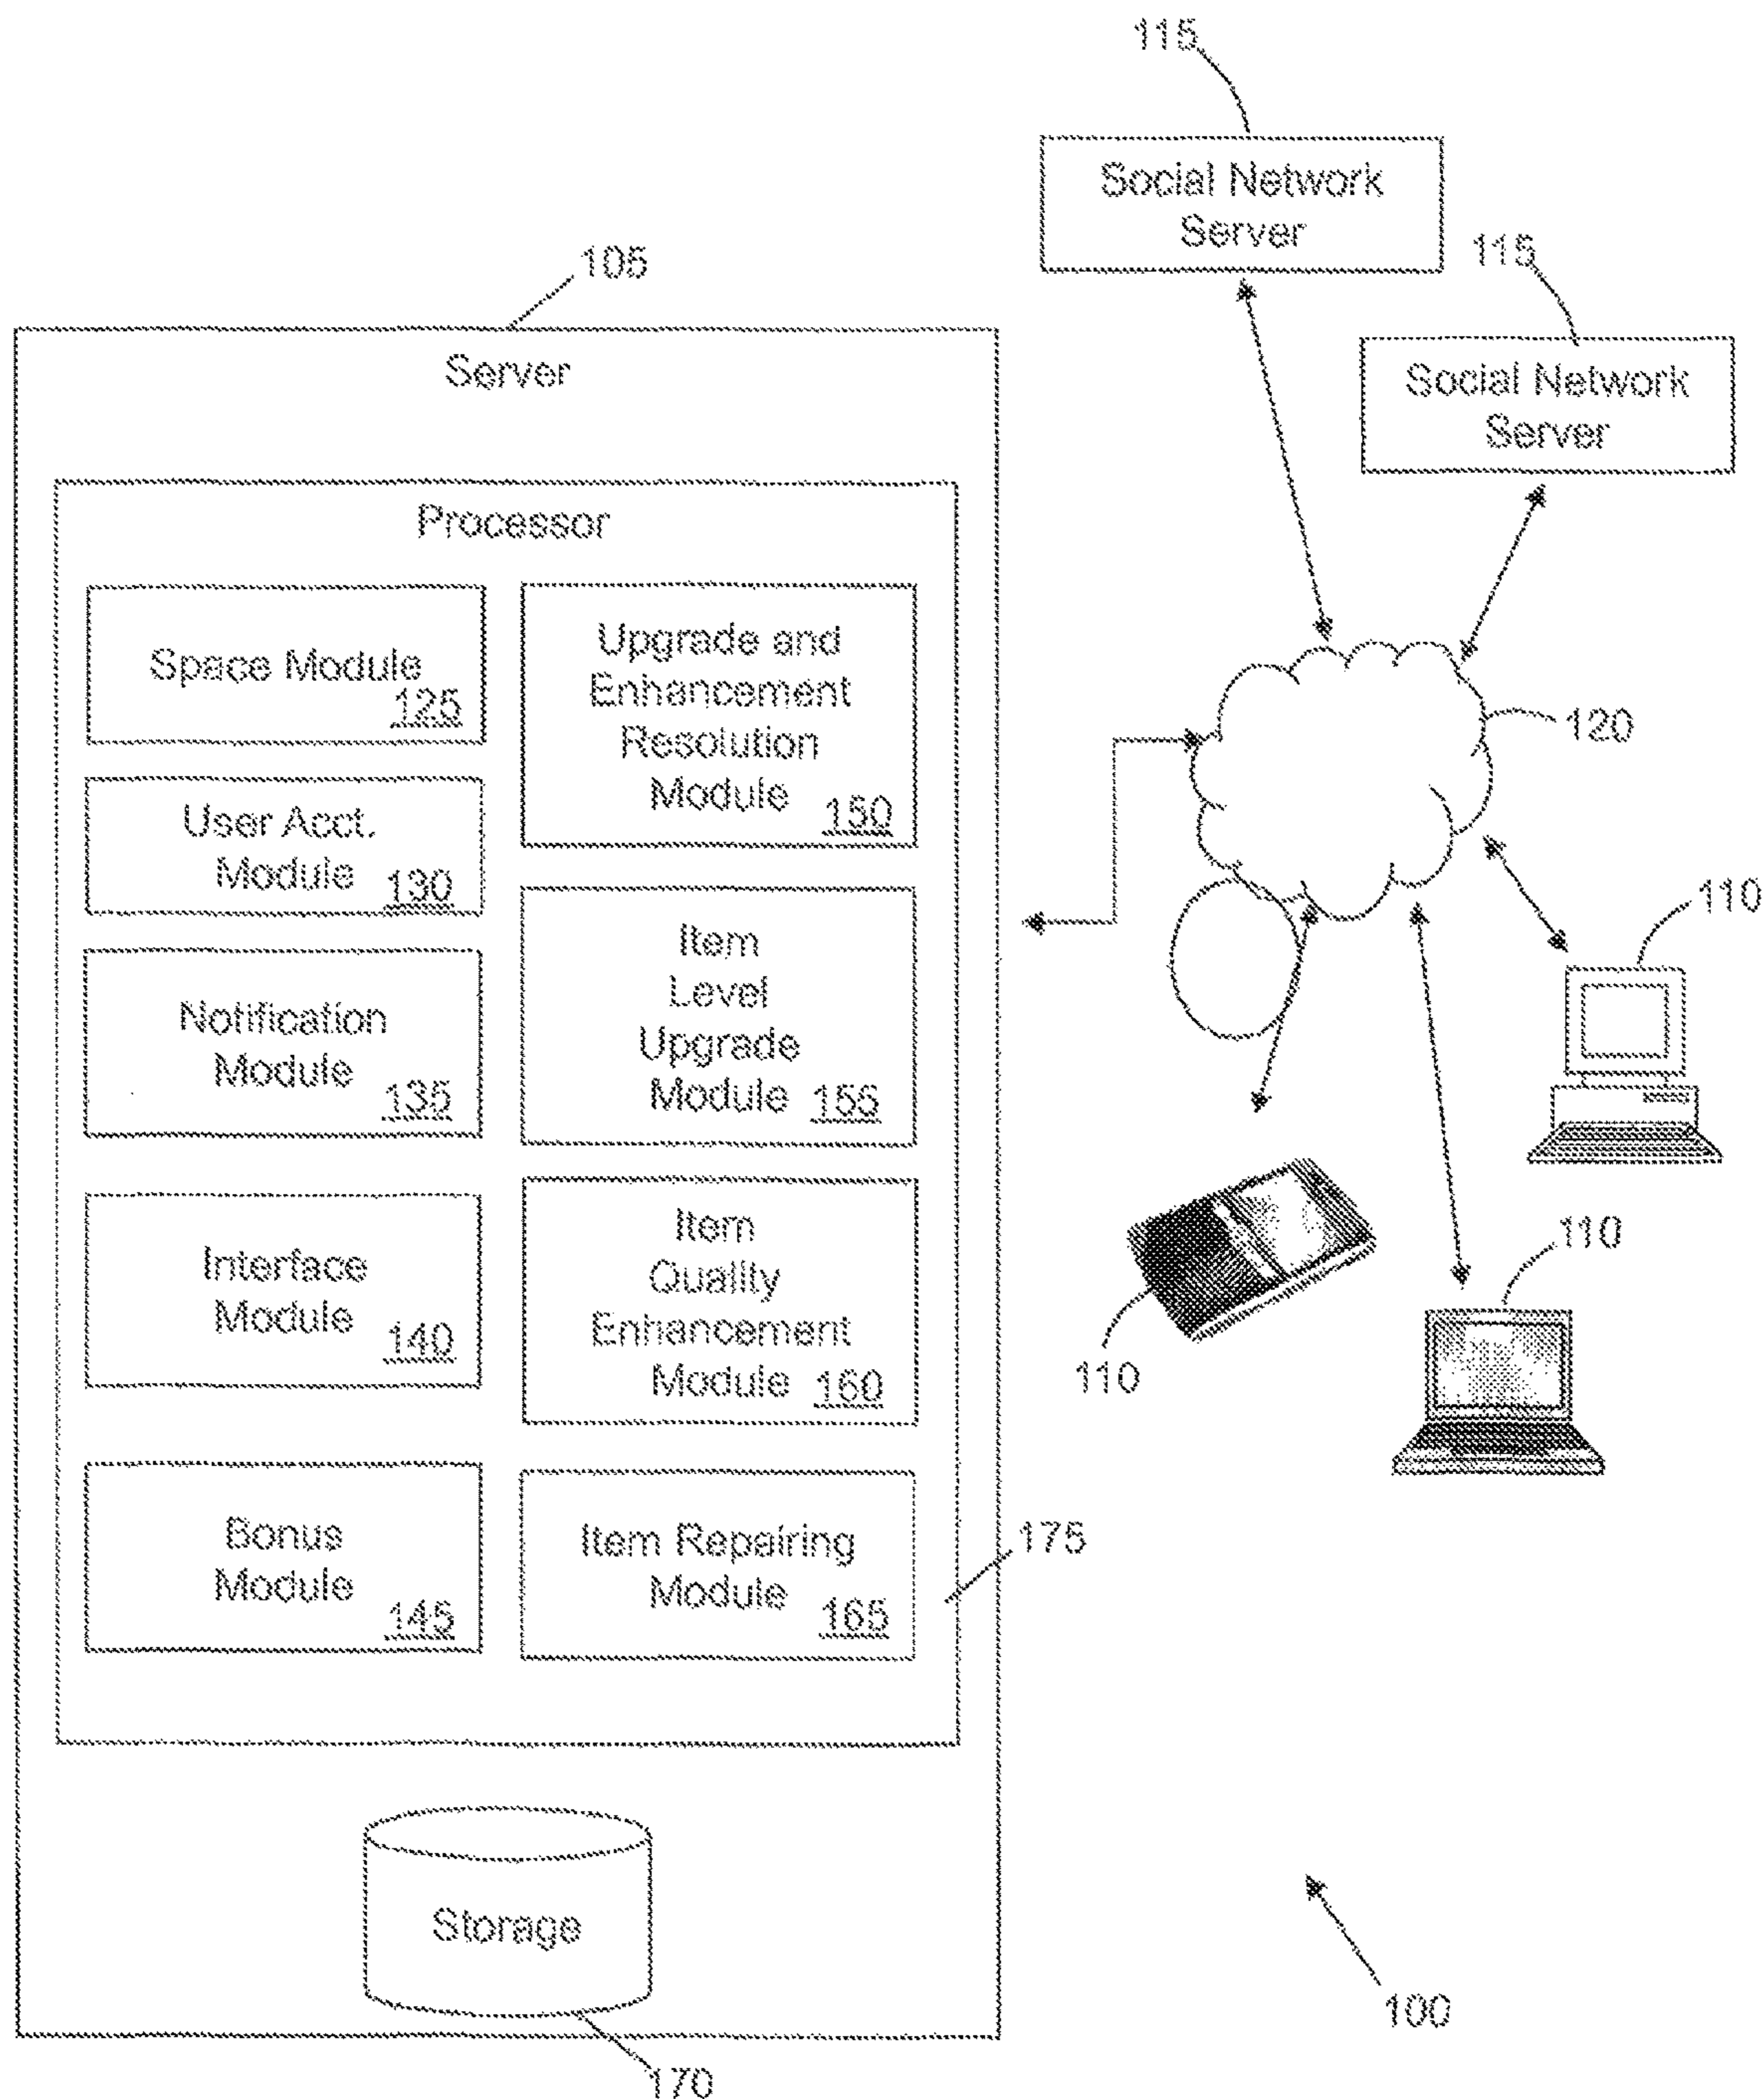 115
Social Network
Server
115
Social Network
Server
105
Server
Processor
Space Module
125
User Acct.
Module 130
Notification
Module
135
Interface
Module
140
Bonus
Module
145
Upgrade and
Enhancement
Resolution
Module 150
Item
Level
Upgrade
Module 155
Item
Quality
Enhancement
Module 160
Item Repairing
Module
165
175
Storage
170
120
110
110
110
100